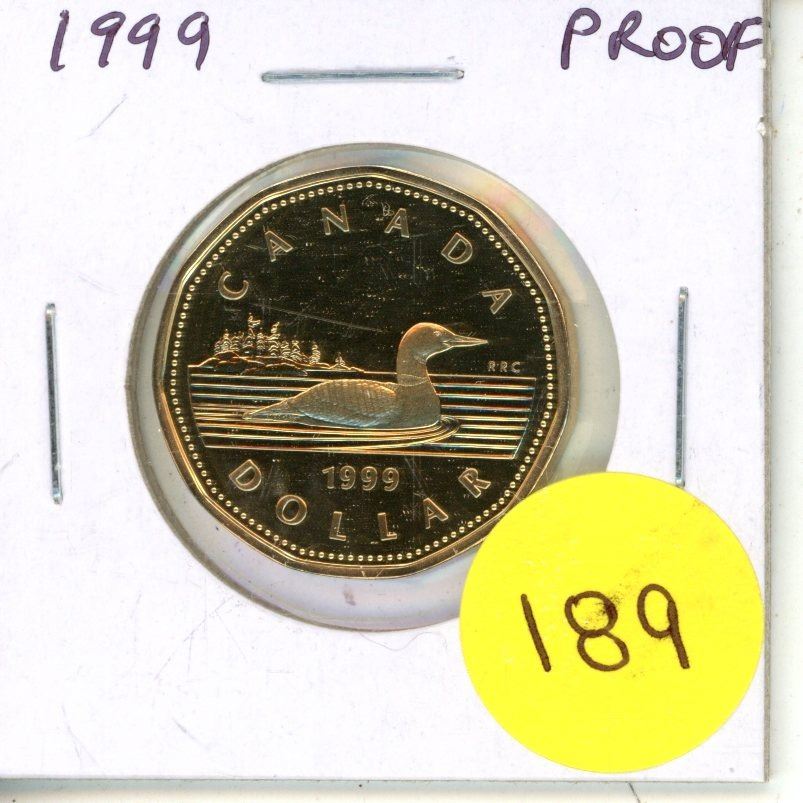 1999 PROOF
CANADA
RRC
1999
DOLLAR
189